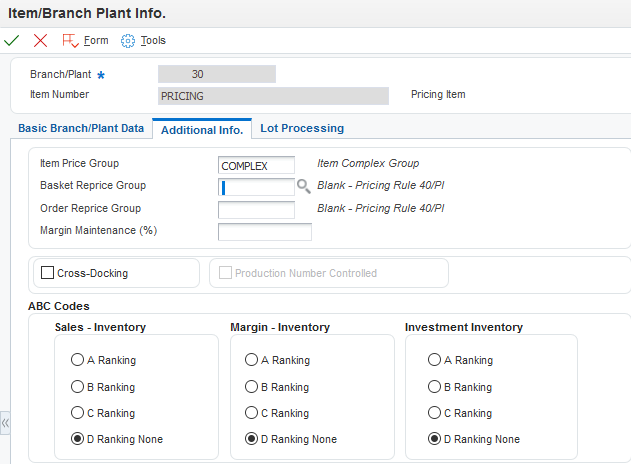 Item/Branch Plant Info.
Form Tools
Branch/Plant * 30
Item Number PRICING Pricing Item
Basic Branch/Plant Data Additional Info. Lot Processing
Item Price Group COMPLEX Item Complex Group
Basket Reprice Group Blank - Pricing Rule 40/PI
Order Reprice Group Blank - Pricing Rule 40/PI
Margin Maintenance (%)
Cross-Docking Production Number Controlled
ABC Codes
Sales - Inventory Margin - Inventory Investment Inventory
A Ranking A Ranking A Ranking
B Ranking B Ranking B Ranking
C Ranking C Ranking C Ranking
D Ranking None D Ranking None D Ranking None